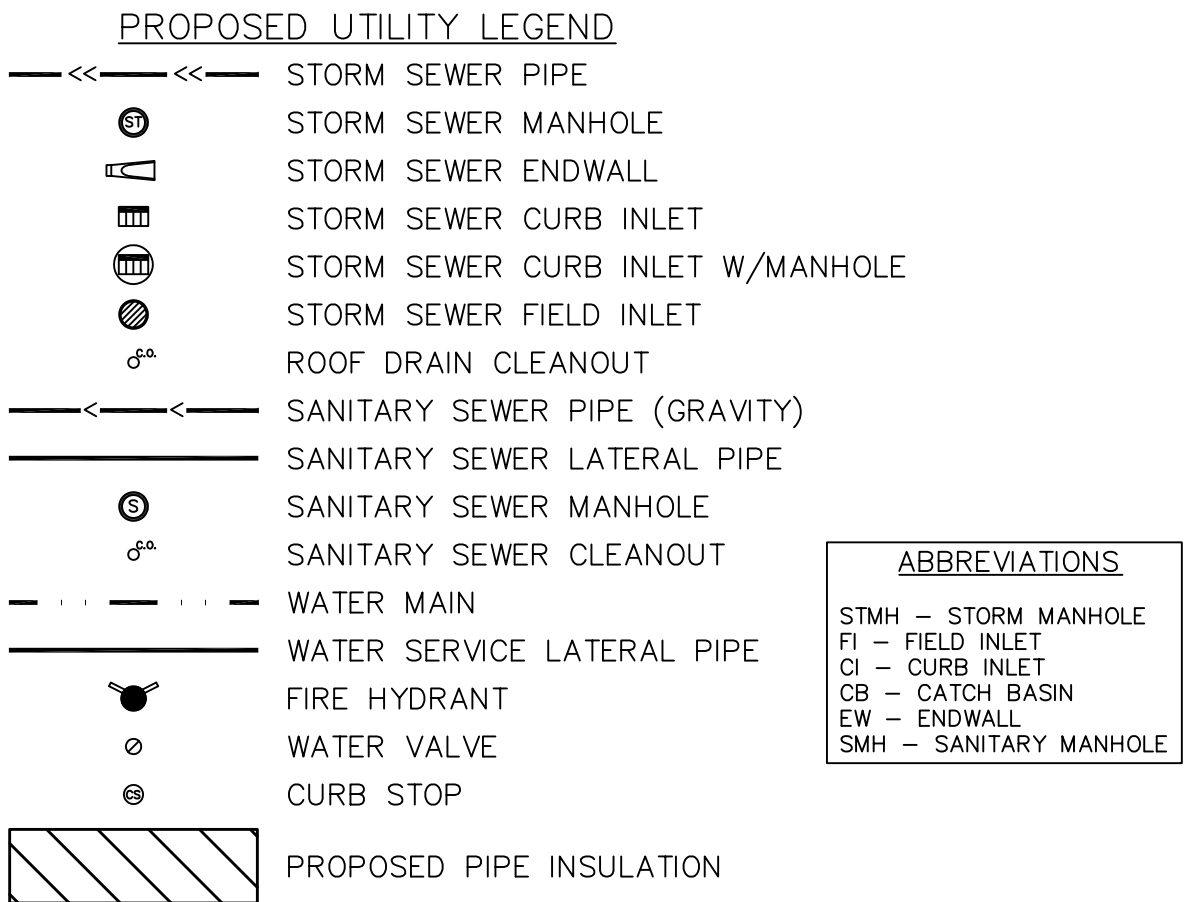 PROPOSED UTILITY LEGEND
<< << STORM SEWER PIPE
ST STORM SEWER MANHOLE
STORM SEWER ENDWALL
STORM SEWER CURB INLET
STORM SEWER CURB INLET W/MANHOLE
STORM SEWER FIELD INLET
C.O. ROOF DRAIN CLEANOUT
< < SANITARY SEWER PIPE (GRAVITY)
SANITARY SEWER LATERAL PIPE
S SANITARY SEWER MANHOLE
C.O. SANITARY SEWER CLEANOUT
WATER MAIN
WATER SERVICE LATERAL PIPE
FIRE HYDRANT
WATER VALVE
CS CURB STOP
PROPOSED PIPE INSULATION
ABBREVIATIONS
STMH – STORM MANHOLE
FI – FIELD INLET
CI – CURB INLET
CB – CATCH BASIN
EW – ENDWALL
SMH – SANITARY MANHOLE